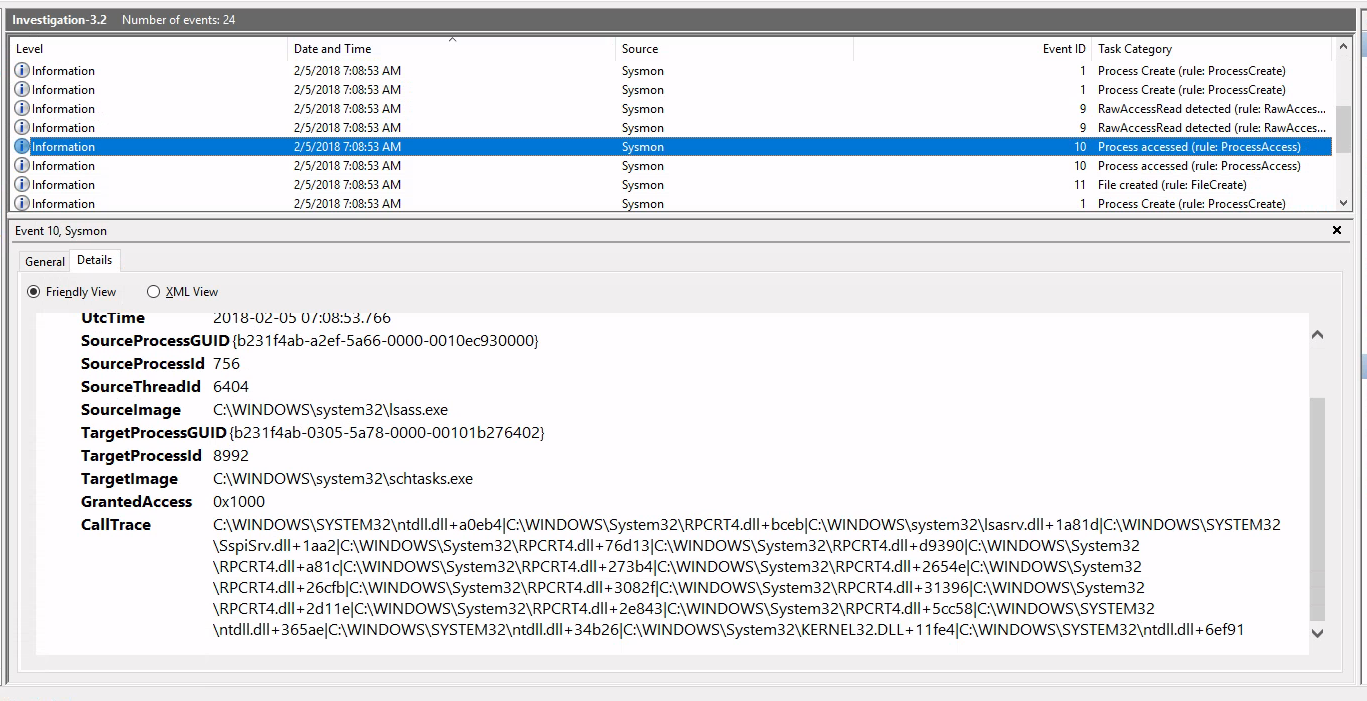 Investigation-3.2 Number of events: 24
Level Date and Time Source Event ID Task Category
Information 2/5/2018 7:08:53 AM Sysmon 1 Process Create (rule: ProcessCreate)
Information 2/5/2018 7:08:53 AM Sysmon 1 Process Create (rule: ProcessCreate)
Information 2/5/2018 7:08:53 AM Sysmon 9 RawAccessRead detected (rule: RawAcces...
Information 2/5/2018 7:08:53 AM Sysmon 9 RawAccessRead detected (rule: RawAcces...
Information 2/5/2018 7:08:53 AM Sysmon 10 Process accessed (rule: ProcessAccess)
Information 2/5/2018 7:08:53 AM Sysmon 10 Process accessed (rule: ProcessAccess)
Information 2/5/2018 7:08:53 AM Sysmon 11 File created (rule: FileCreate)
Information 2/5/2018 7:08:53 AM Sysmon 1 Process Create (rule: ProcessCreate)
Event 10, Sysmon
General Details
Friendly View XML View
UtcTime 2018-02-05 07:08:53.766
SourceProcessGUID {b231f4ab-a2ef-5a66-0000-0010ec930000}
SourceProcessId 756
SourceThreadId 6404
SourceImage C:\WINDOWS\system32\lsass.exe
TargetProcessGUID {b231f4ab-0305-5a78-0000-00101b276402}
TargetProcessId 8992
TargetImage C:\WINDOWS\system32\schtasks.exe
GrantedAccess 0x1000
CallTrace C:\WINDOWS\SYSTEM32\ntdll.dll+a0eb4|C:\WINDOWS\System32\RPCRT4.dll+bceb|C:\WINDOWS\system32\lsasrv.dll+1a81d|C:\WINDOWS\SYSTEM32
\SspiSrv.dll+1aa2|C:\WINDOWS\System32\RPCRT4.dll+76d13|C:\WINDOWS\System32\RPCRT4.dll+d9390|C:\WINDOWS\System32
\RPCRT4.dll+a81c|C:\WINDOWS\System32\RPCRT4.dll+273b4|C:\WINDOWS\System32\RPCRT4.dll+2654e|C:\WINDOWS\System32
\RPCRT4.dll+26cfb|C:\WINDOWS\System32\RPCRT4.dll+3082f|C:\WINDOWS\System32\RPCRT4.dll+31396|C:\WINDOWS\System32
\RPCRT4.dll+2d11e|C:\WINDOWS\System32\RPCRT4.dll+2e843|C:\WINDOWS\System32\RPCRT4.dll+5cc58|C:\WINDOWS\SYSTEM32
\ntdll.dll+365ae|C:\WINDOWS\SYSTEM32\ntdll.dll+34b26|C:\WINDOWS\System32\KERNEL32.DLL+11fe4|C:\WINDOWS\SYSTEM32\ntdll.dll+6ef91